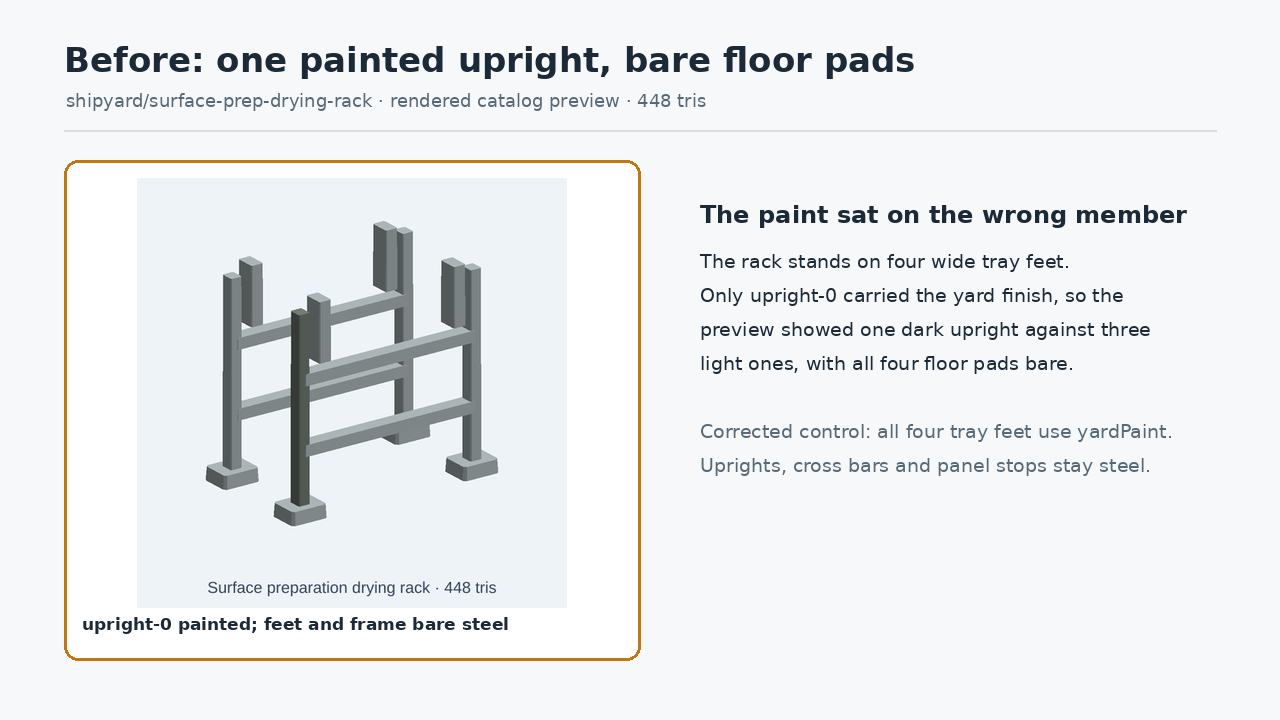 Before: one painted upright, bare floor pads
shipyard/surface-prep-drying-rack · rendered catalog preview · 448 tris
Surface preparation drying rack · 448 tris
upright-0 painted; feet and frame bare steel
The paint sat on the wrong member
The rack stands on four wide tray feet.
Only upright-0 carried the yard finish, so the
preview showed one dark upright against three
light ones, with all four floor pads bare.
Corrected control: all four tray feet use yardPaint.
Uprights, cross bars and panel stops stay steel.